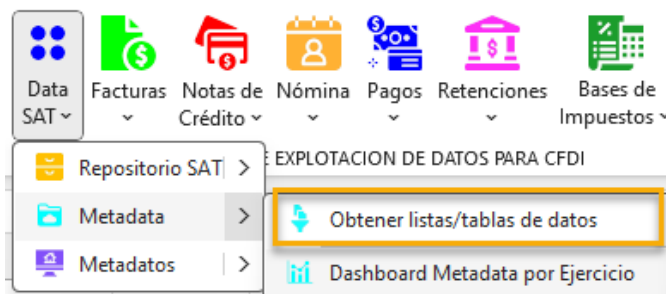 Data SAT
Facturas
Notas de Crédito
Nómina
Pagos
Retenciones
Bases de Impuestos
E EXPLOTACION DE DATOS PARA CFDI
Repositorio SAT
Metadata
Obtener listas/tablas de datos
Metadatos
Dashboard Metadata por Ejercicio